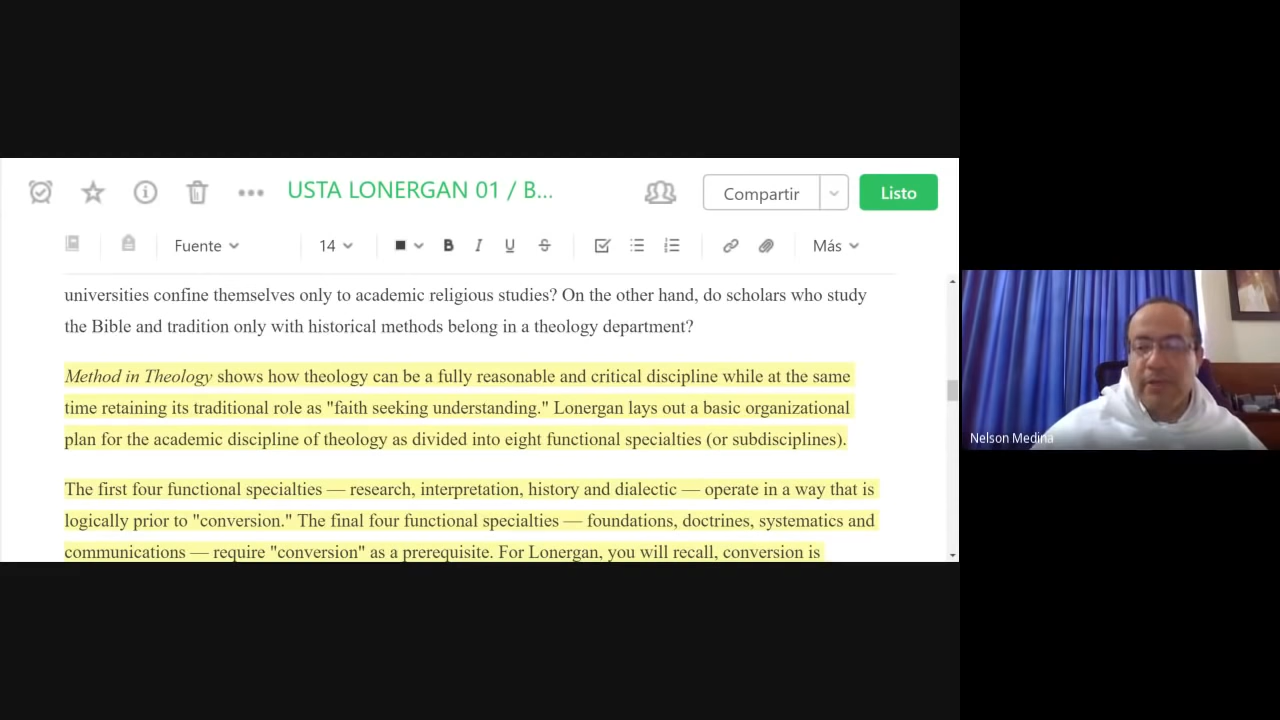 USTA LONERGAN 01 / B...
Compartir
Listo
Fuente
14
B
I
U
S
Más
universities confine themselves only to academic religious studies? On the other hand, do scholars who study
the Bible and tradition only with historical methods belong in a theology department?
Method in Theology shows how theology can be a fully reasonable and critical discipline while at the same
time retaining its traditional role as "faith seeking understanding." Lonergan lays out a basic organizational
plan for the academic discipline of theology as divided into eight functional specialties (or subdisciplines).
The first four functional specialties — research, interpretation, history and dialectic — operate in a way that is
logically prior to "conversion." The final four functional specialties — foundations, doctrines, systematics and
communications — require "conversion" as a prerequisite. For Lonergan, you will recall, conversion is
Nelson Medina